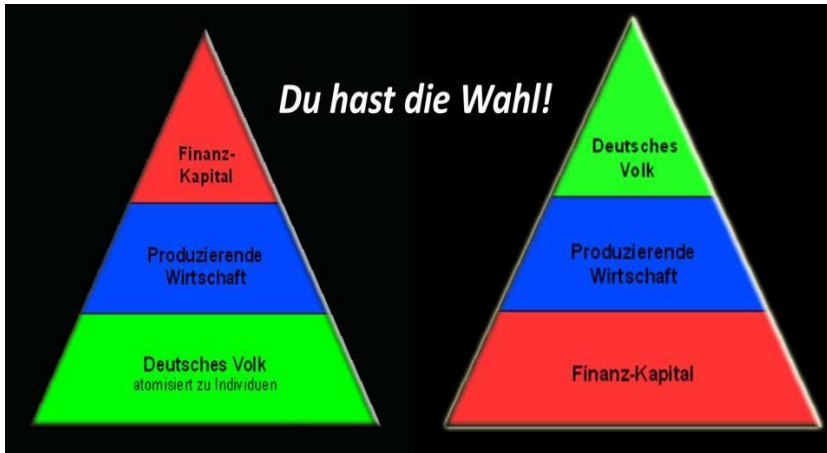 Du hast die Wahl!
Finanz-
Kapital
Produzierende
Wirtschaft
Deutsches Volk
atomisiert zu Individuen
Deutsches
Volk
Produzierende
Wirtschaft
Finanz-Kapital